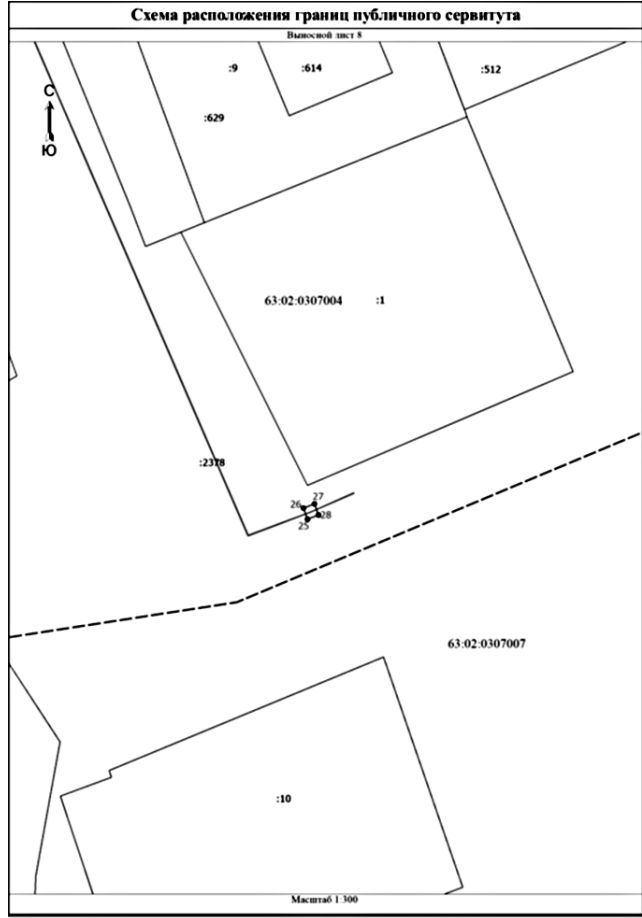 Схема расположения границ публичного сервитута
Выносной лист 8
:9
:614
:512
С
:629
Ю
63:02:0307004
:1
:2378
27
26
28
25
63:02:0307007
:10
Масштаб 1:300